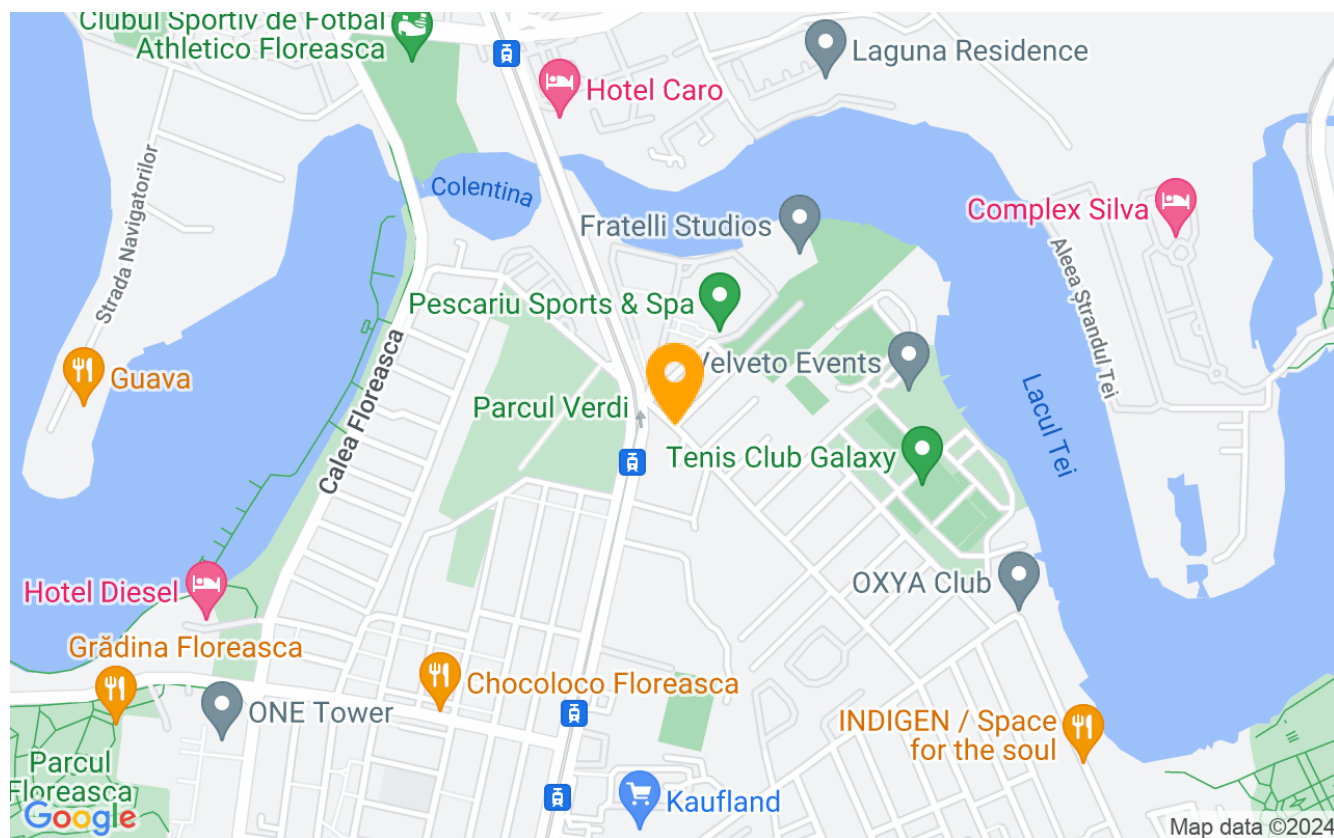 Clubul Sportiv de Fotbal
Athletico Floreasca
Laguna Residence
Hotel Caro
Colentina
Complex Silva
Fratelli Studios
Strada Navigatorilor
Aleea Ștrandul Tei
Pescariu Sports & Spa
Velveto Events
Guava
Calea Floreasca
Parcul Verdi
Lacul Tei
Tenis Club Galaxy
Hotel Diesel
OXYA Club
Grădina Floreasca
Chocoloco Floreasca
ONE Tower
INDIGEN / Space
for the soul
Parcul
Floreasca
Kaufland
Google
Map data ©2024